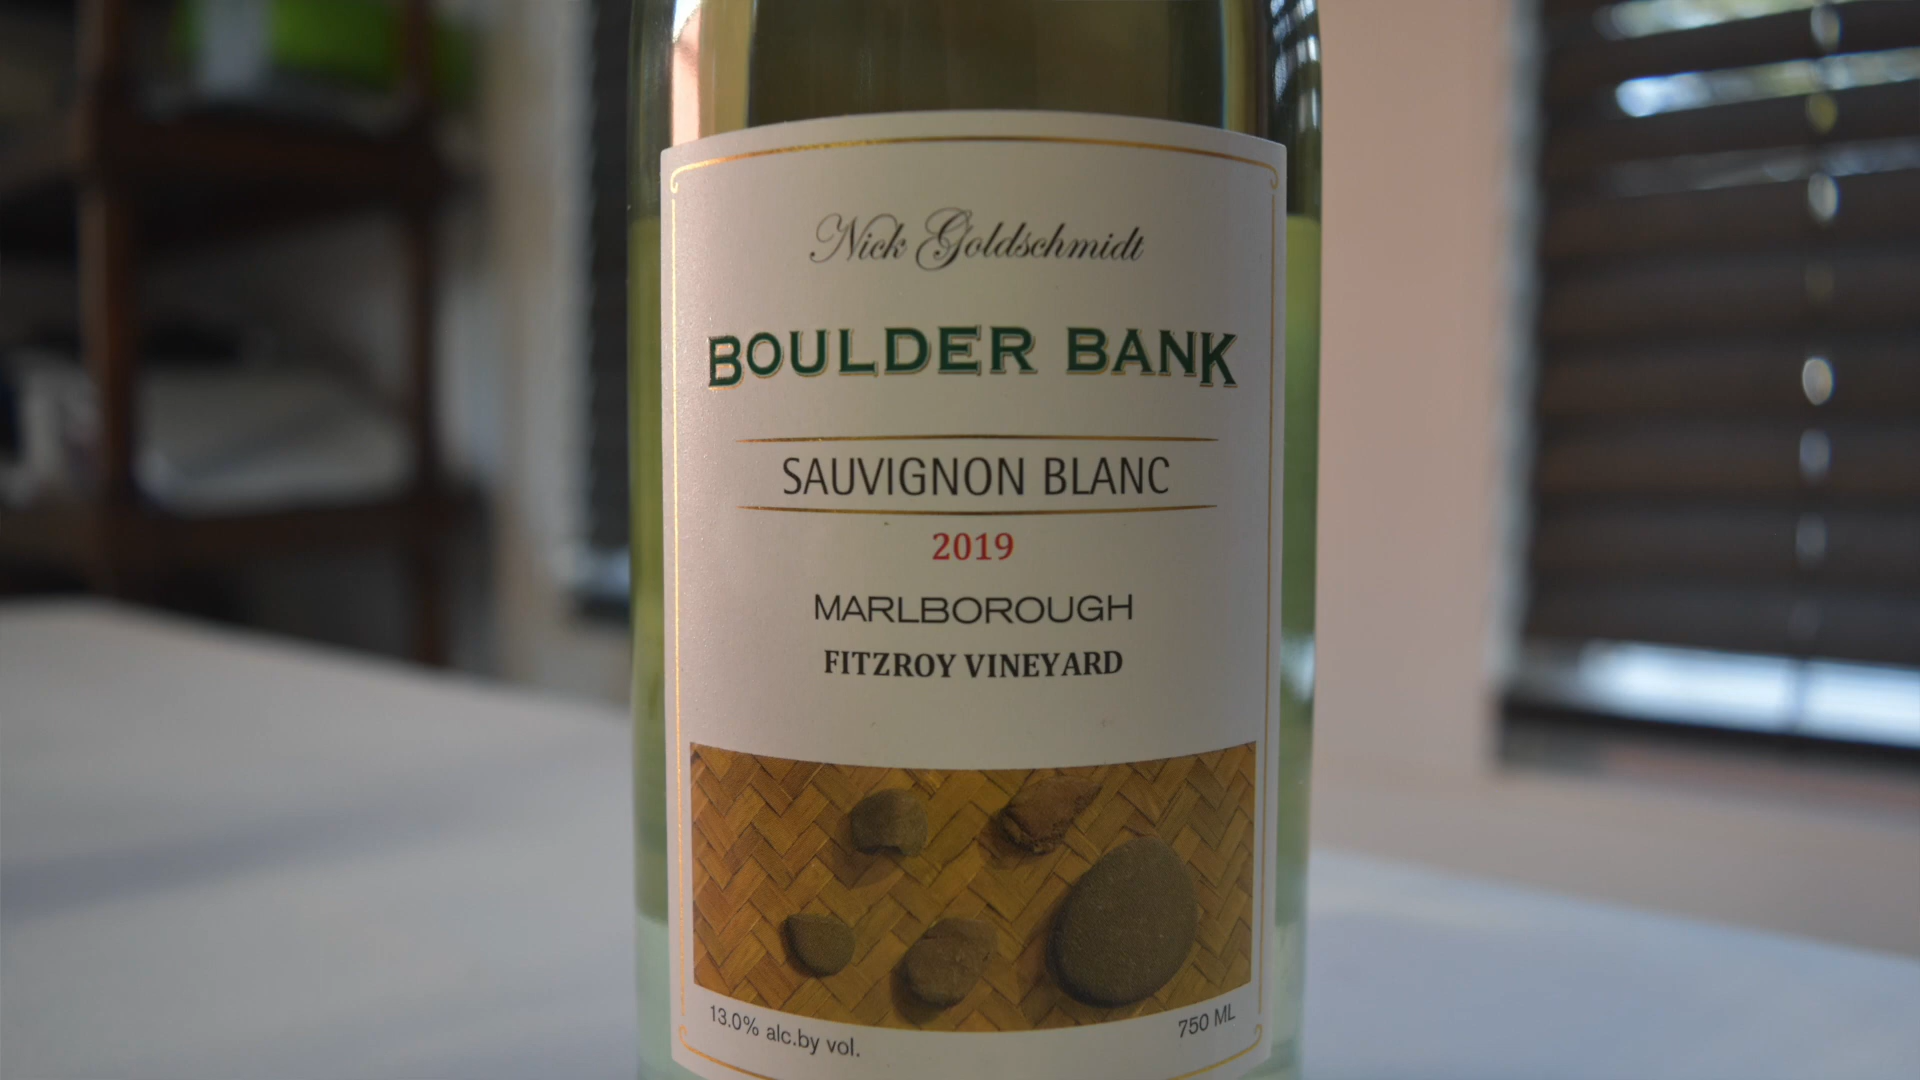 Nick Goldschmidt
BOULDER BANK
SAUVIGNON BLANC
2019
MARLBOROUGH
FITZROY VINEYARD
13.0% alc.by vol.
750 ML